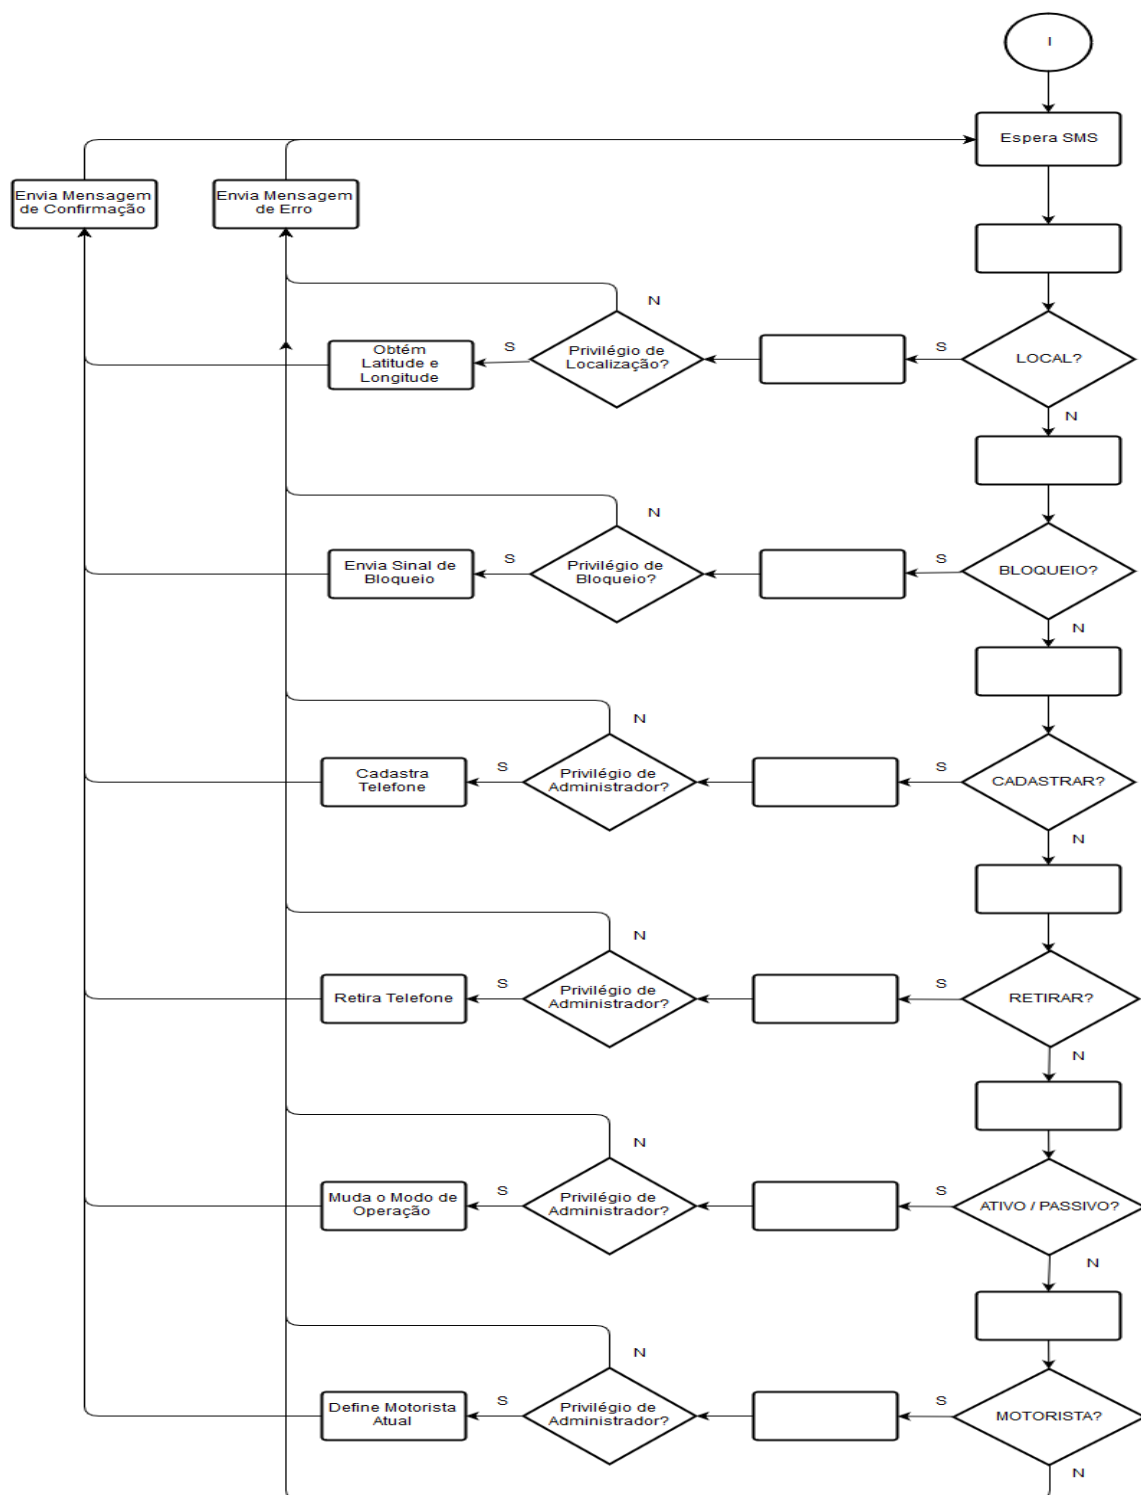 I
Espera SMS
Envia Mensagem
de Confirmação
Envia Mensagem
de Erro
N
Obtém
Latitude e
Longitude
S
Privilégio de
Localização?
S
LOCAL?
N
N
Envia Sinal de
Bloqueio
S
Privilégio de
Bloqueio?
S
BLOQUEIO?
N
N
Cadastra
Telefone
S
Privilégio de
Administrador?
S
CADASTRAR?
N
N
Retira Telefone
S
Privilégio de
Administrador?
S
RETIRAR?
N
N
Muda o Modo de
Operação
S
Privilégio de
Administrador?
S
ATIVO / PASSIVO?
N
N
Define Motorista
Atual
S
Privilégio de
Administrador?
S
MOTORISTA?
N